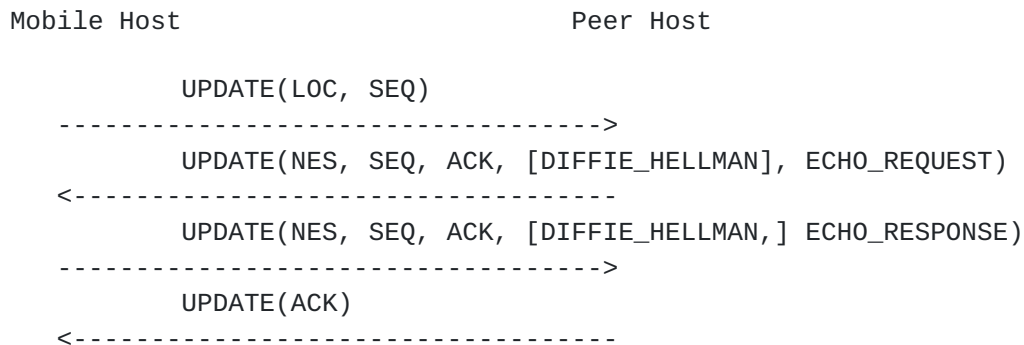 Mobile Host                         Peer Host
UPDATE(LOC, SEQ)
----------------------------------->
UPDATE(NES, SEQ, ACK, [DIFFIE_HELLMAN], ECHO_REQUEST)
<-----------------------------------
UPDATE(NES, SEQ, ACK, [DIFFIE_HELLMAN,] ECHO_RESPONSE)
----------------------------------->
UPDATE(ACK)
<-----------------------------------